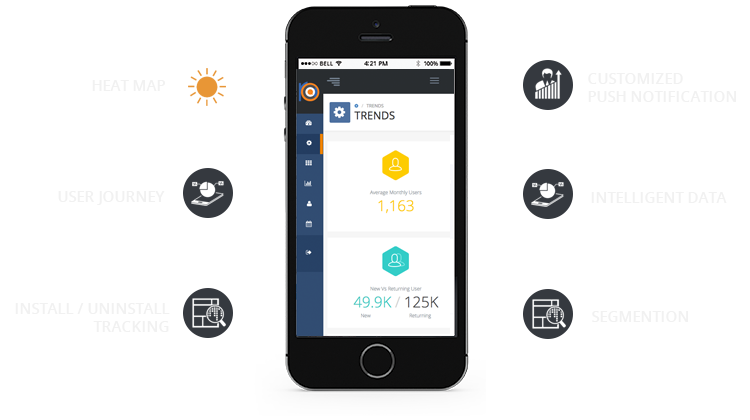 HEAT MAP
USER JOURNEY
INSTALL / UNINSTALL
TRACKING
BELL
4:21 PM
100%
/ TRENDS
TRENDS
Average Monthly Users
1,163
New Vs Returning User
49.9K / 125K
New Returning
CUSTOMIZED
PUSH NOTIFICATION
INTELLIGENT DATA
SEGMENTION